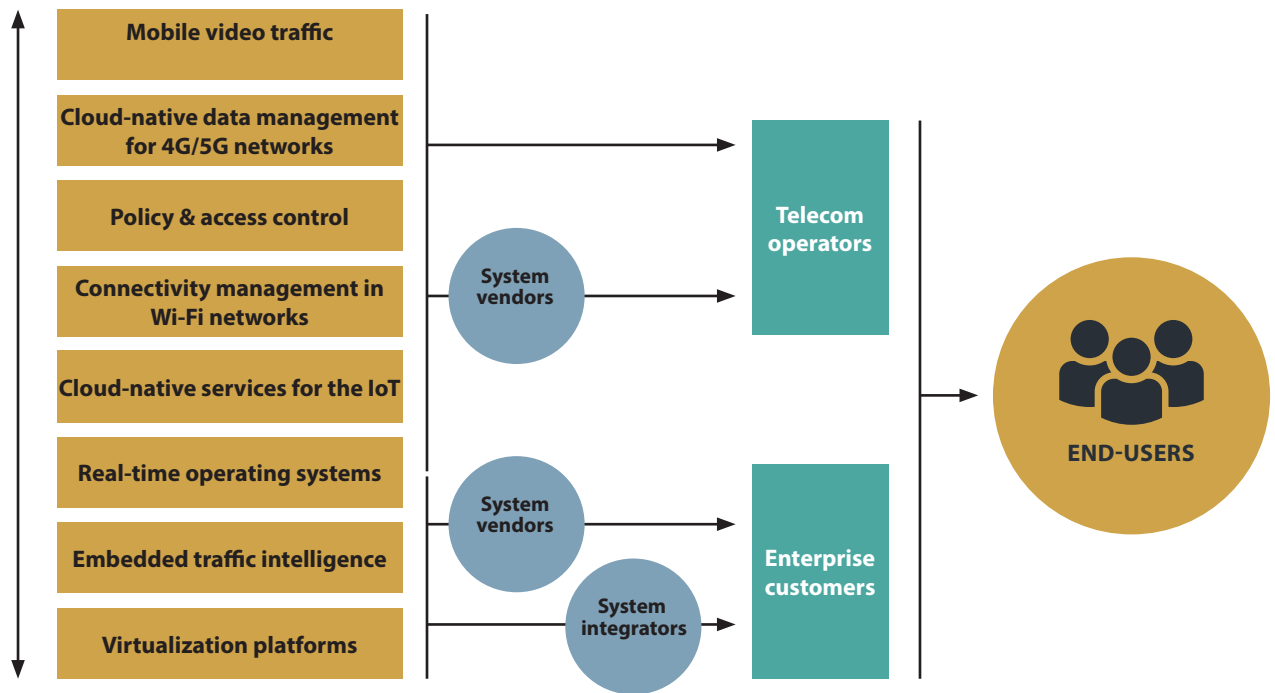 Mobile video traffic
Cloud-native data management
for 4G/5G networks
Policy & access control
Connectivity management in
Wi-Fi networks
Cloud-native services for the IoT
Real-time operating systems
Embedded traffic intelligence
Virtualization platforms
System
vendors
System
vendors
System
integrators
Telecom
operators
Enterprise
customers
END-USERS